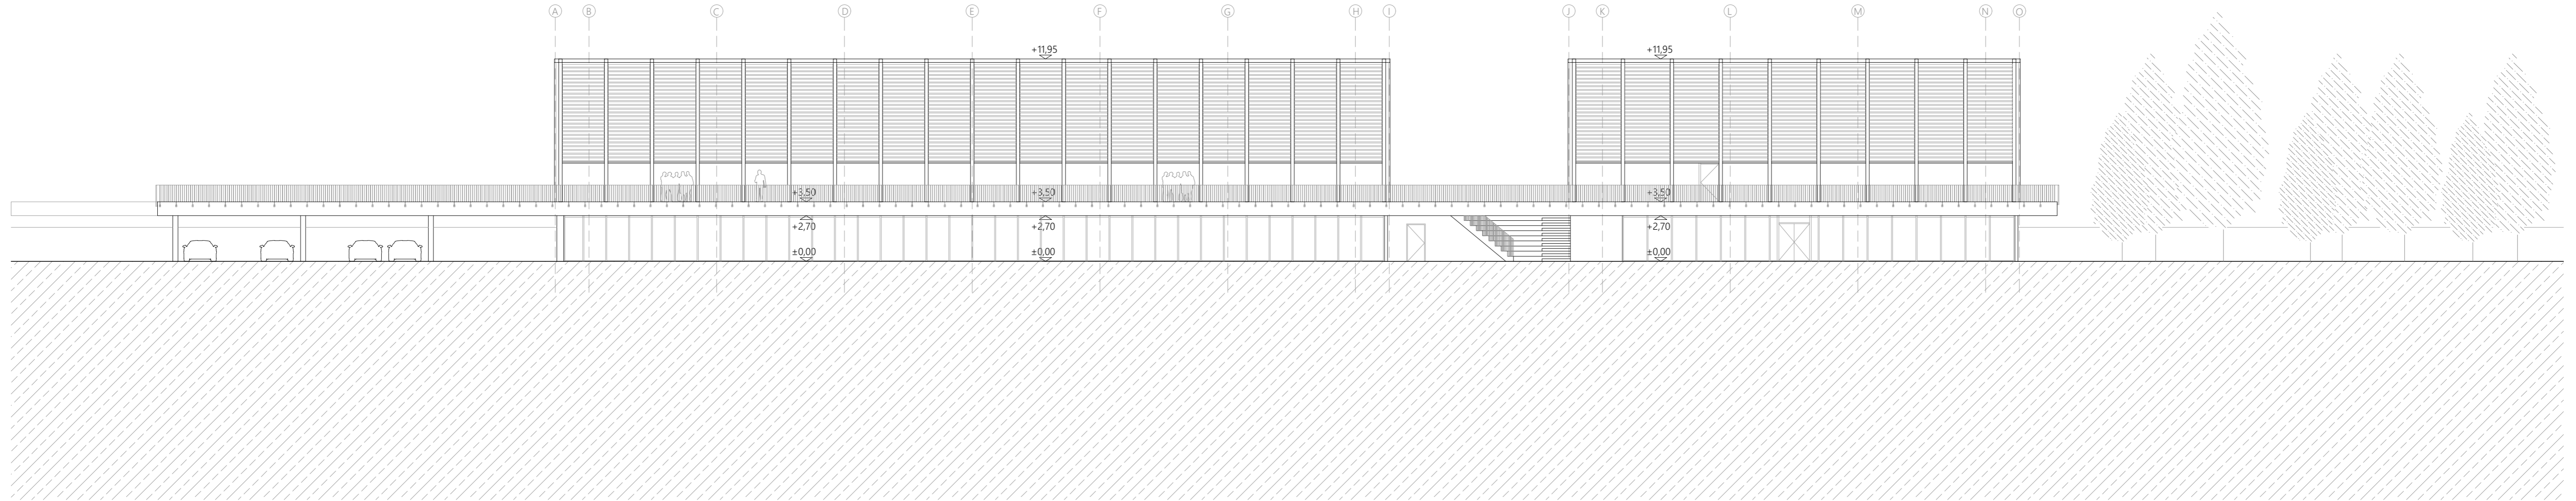 A B C D E F G H I J K L M N O
+11,95 +11,95
+3,50 +3,50 +3,50
+2,70 +2,70 +2,70
±0,00 ±0,00 ±0,00